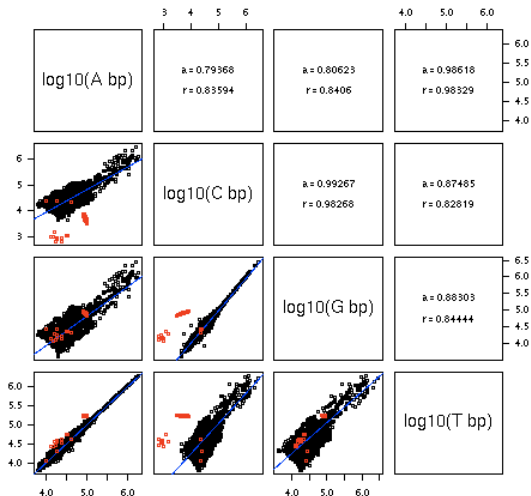 3 4 5 6
4.0 5.0 6.0
log10(A bp)
a = 0.79368
r = 0.83594
a = 0.80623
r = 0.8406
a = 0.98618
r = 0.98329
6.0
5.5
5.0
4.5
4.0
6
5
4
3
log10(C bp)
a = 0.99267
r = 0.98268
a = 0.87485
r = 0.82819
log10(G bp)
a = 0.88303
r = 0.84444
6.5
6.0
5.5
5.0
4.5
4.0
6.0
5.5
5.0
4.5
4.0
log10(T bp)
4.0 5.0 6.0
4.0 5.0 6.0